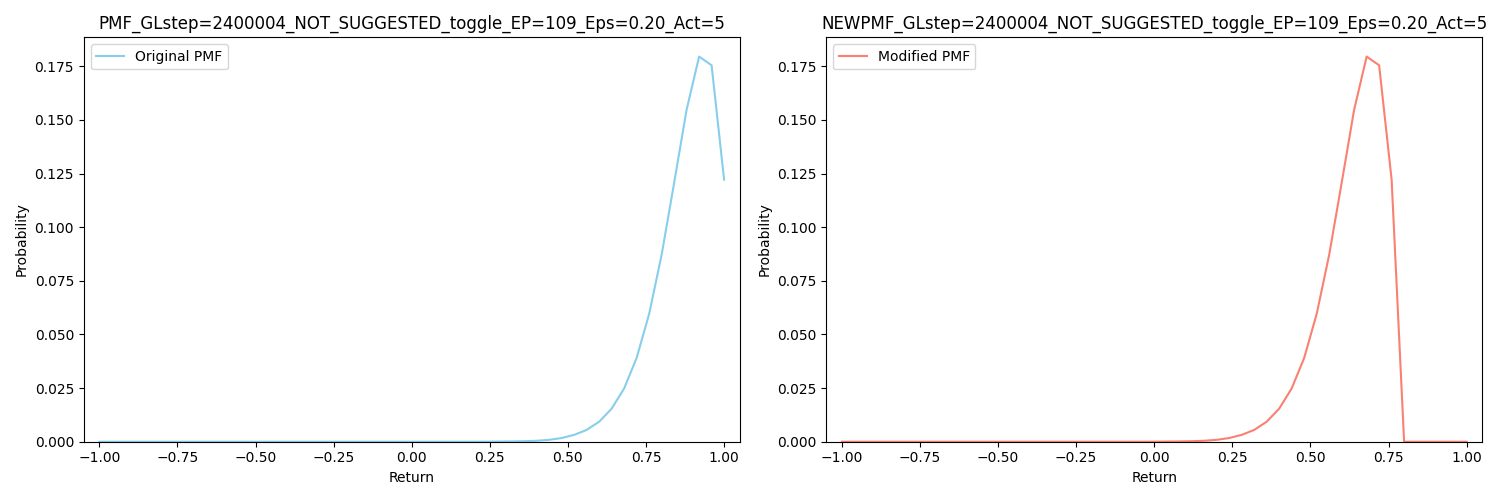 PMF_GLstep=2400004_NOT_SUGGESTED_toggle_EP=109_Eps=0.20_Act=5
Original PMF
Probability
0.175
0.150
0.125
0.100
0.075
0.050
0.025
0.000
−1.00 −0.75 −0.50 −0.25 0.00 0.25 0.50 0.75 1.00
Return
NEWPMF_GLstep=2400004_NOT_SUGGESTED_toggle_EP=109_Eps=0.20_Act=5
Modified PMF
Probability
0.175
0.150
0.125
0.100
0.075
0.050
0.025
0.000
−1.00 −0.75 −0.50 −0.25 0.00 0.25 0.50 0.75 1.00
Return